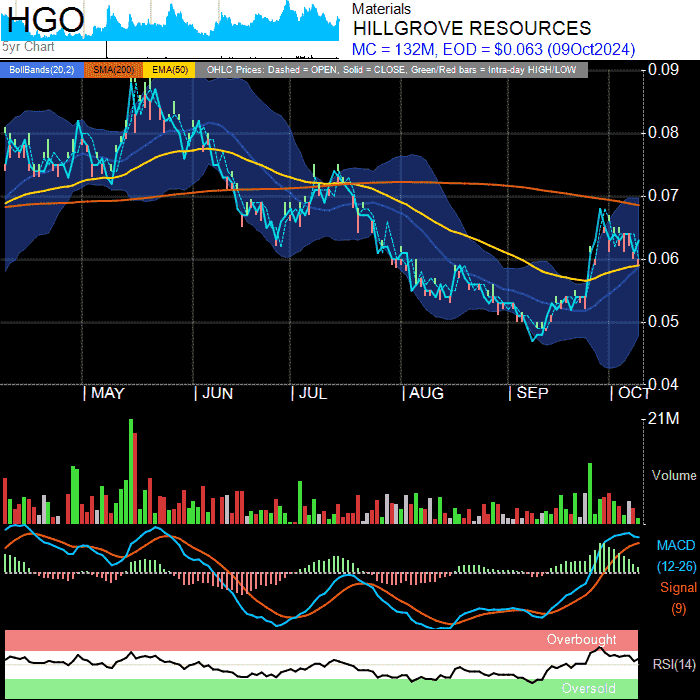 HGO
5yr Chart
Materials
HILLGROVE RESOURCES
MC = 132M, EOD = $0.063 (09Oct2024)
BollBands(20,2) SMA(200) EMA(50) OHLC Prices: Dashed = OPEN, Solid = CLOSE, Green/Red bars = Intra-day HIGH/LOW
0.09
0.08
0.07
0.06
0.05
0.04
MAY JUN JUL AUG SEP OCT
21M
Volume
MACD
(12-26)
Signal
(9)
Overbought
RSI(14)
Oversold